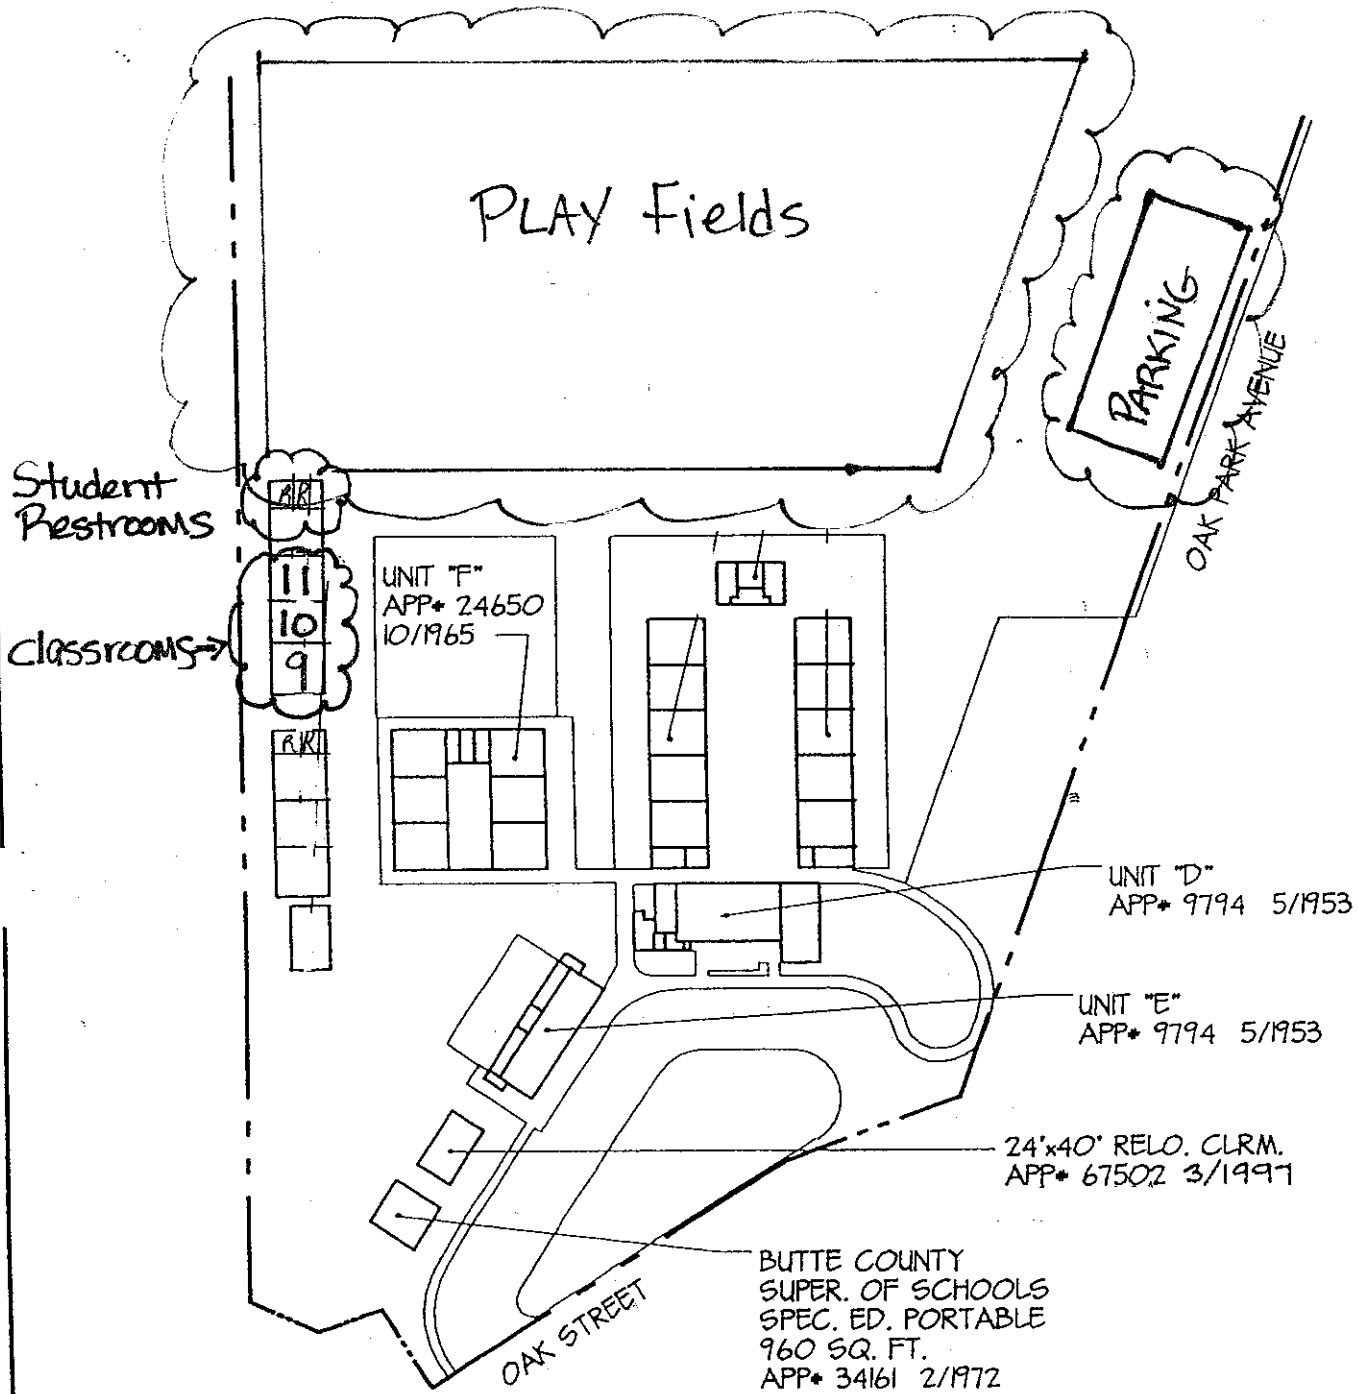 PLAY Fields
PARKING
OAK PARK AVENUE
Student
Restrooms
RR
11
10
9
classrooms
RR
UNIT "F"
APP# 24650
10/1965
UNIT "D"
APP# 9794 5/1953
UNIT "E"
APP# 9794 5/1953
24'x40' RELO. CLRM.
APP# 67502 3/1997
BUTTE COUNTY
SUPER. OF SCHOOLS
SPEC. ED. PORTABLE
960 SQ. FT.
APP# 34161 2/1972
OAK STREET